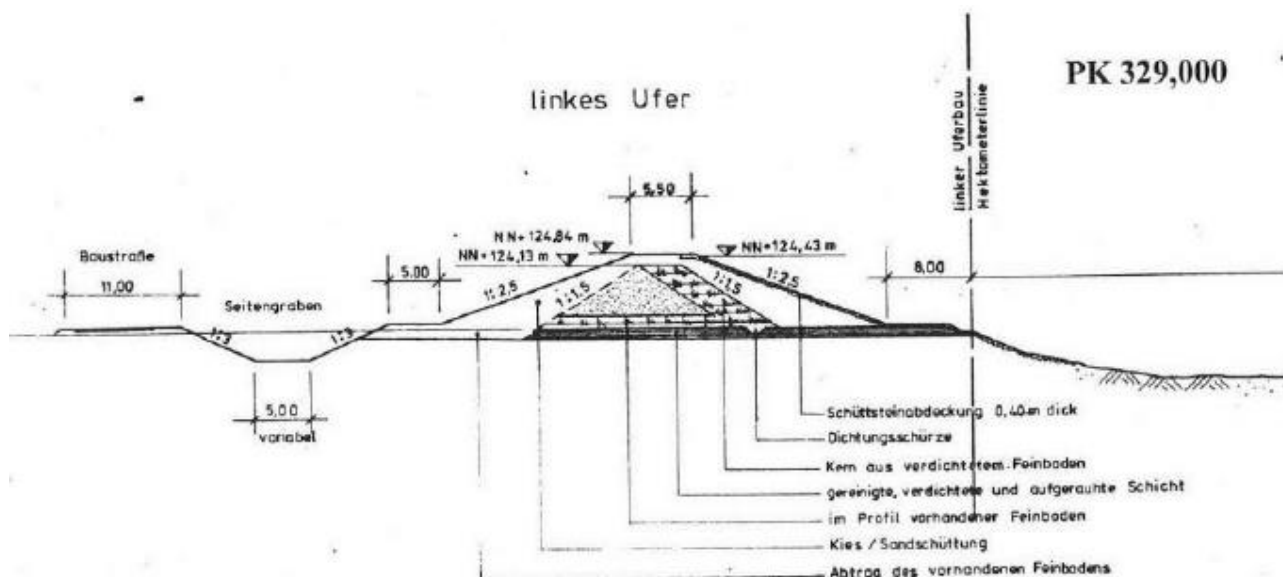 PK 329,000
linkes Ufer
linker Uferbau
Hektometerlinie
5,50
NN+124,84 m
NN+124,13 m
NN+124,43 m
Baustraße
11,00
Seitengraben
5,00
8,00
1:3
1:3
1:2,5
1:1,5
1:1,5
1:2,5
5,00
variabel
Schüttsteinabdeckung 0,40m dick
Dichtungsschürze
Kern aus verdichtetem Feinboden
gereinigte, verdichtete und aufgerauhte Schicht
im Profil vorhandener Feinboden
Kies / Sandschüttung
Abtrag des vorhandenen Feinbodens